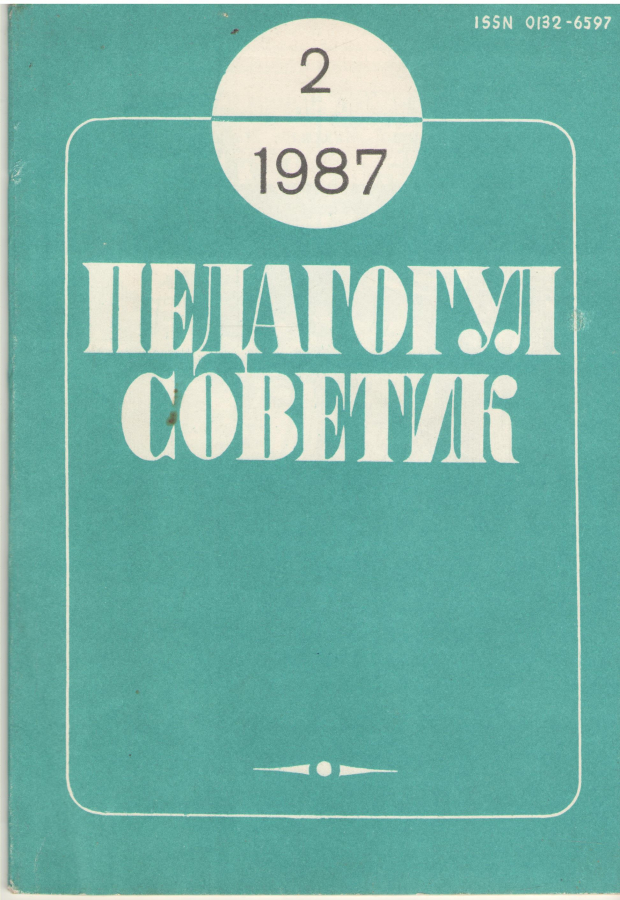 ISSN 0132-6597
2
1987
ПЕДАГОГУЛ
СОВЕТИК